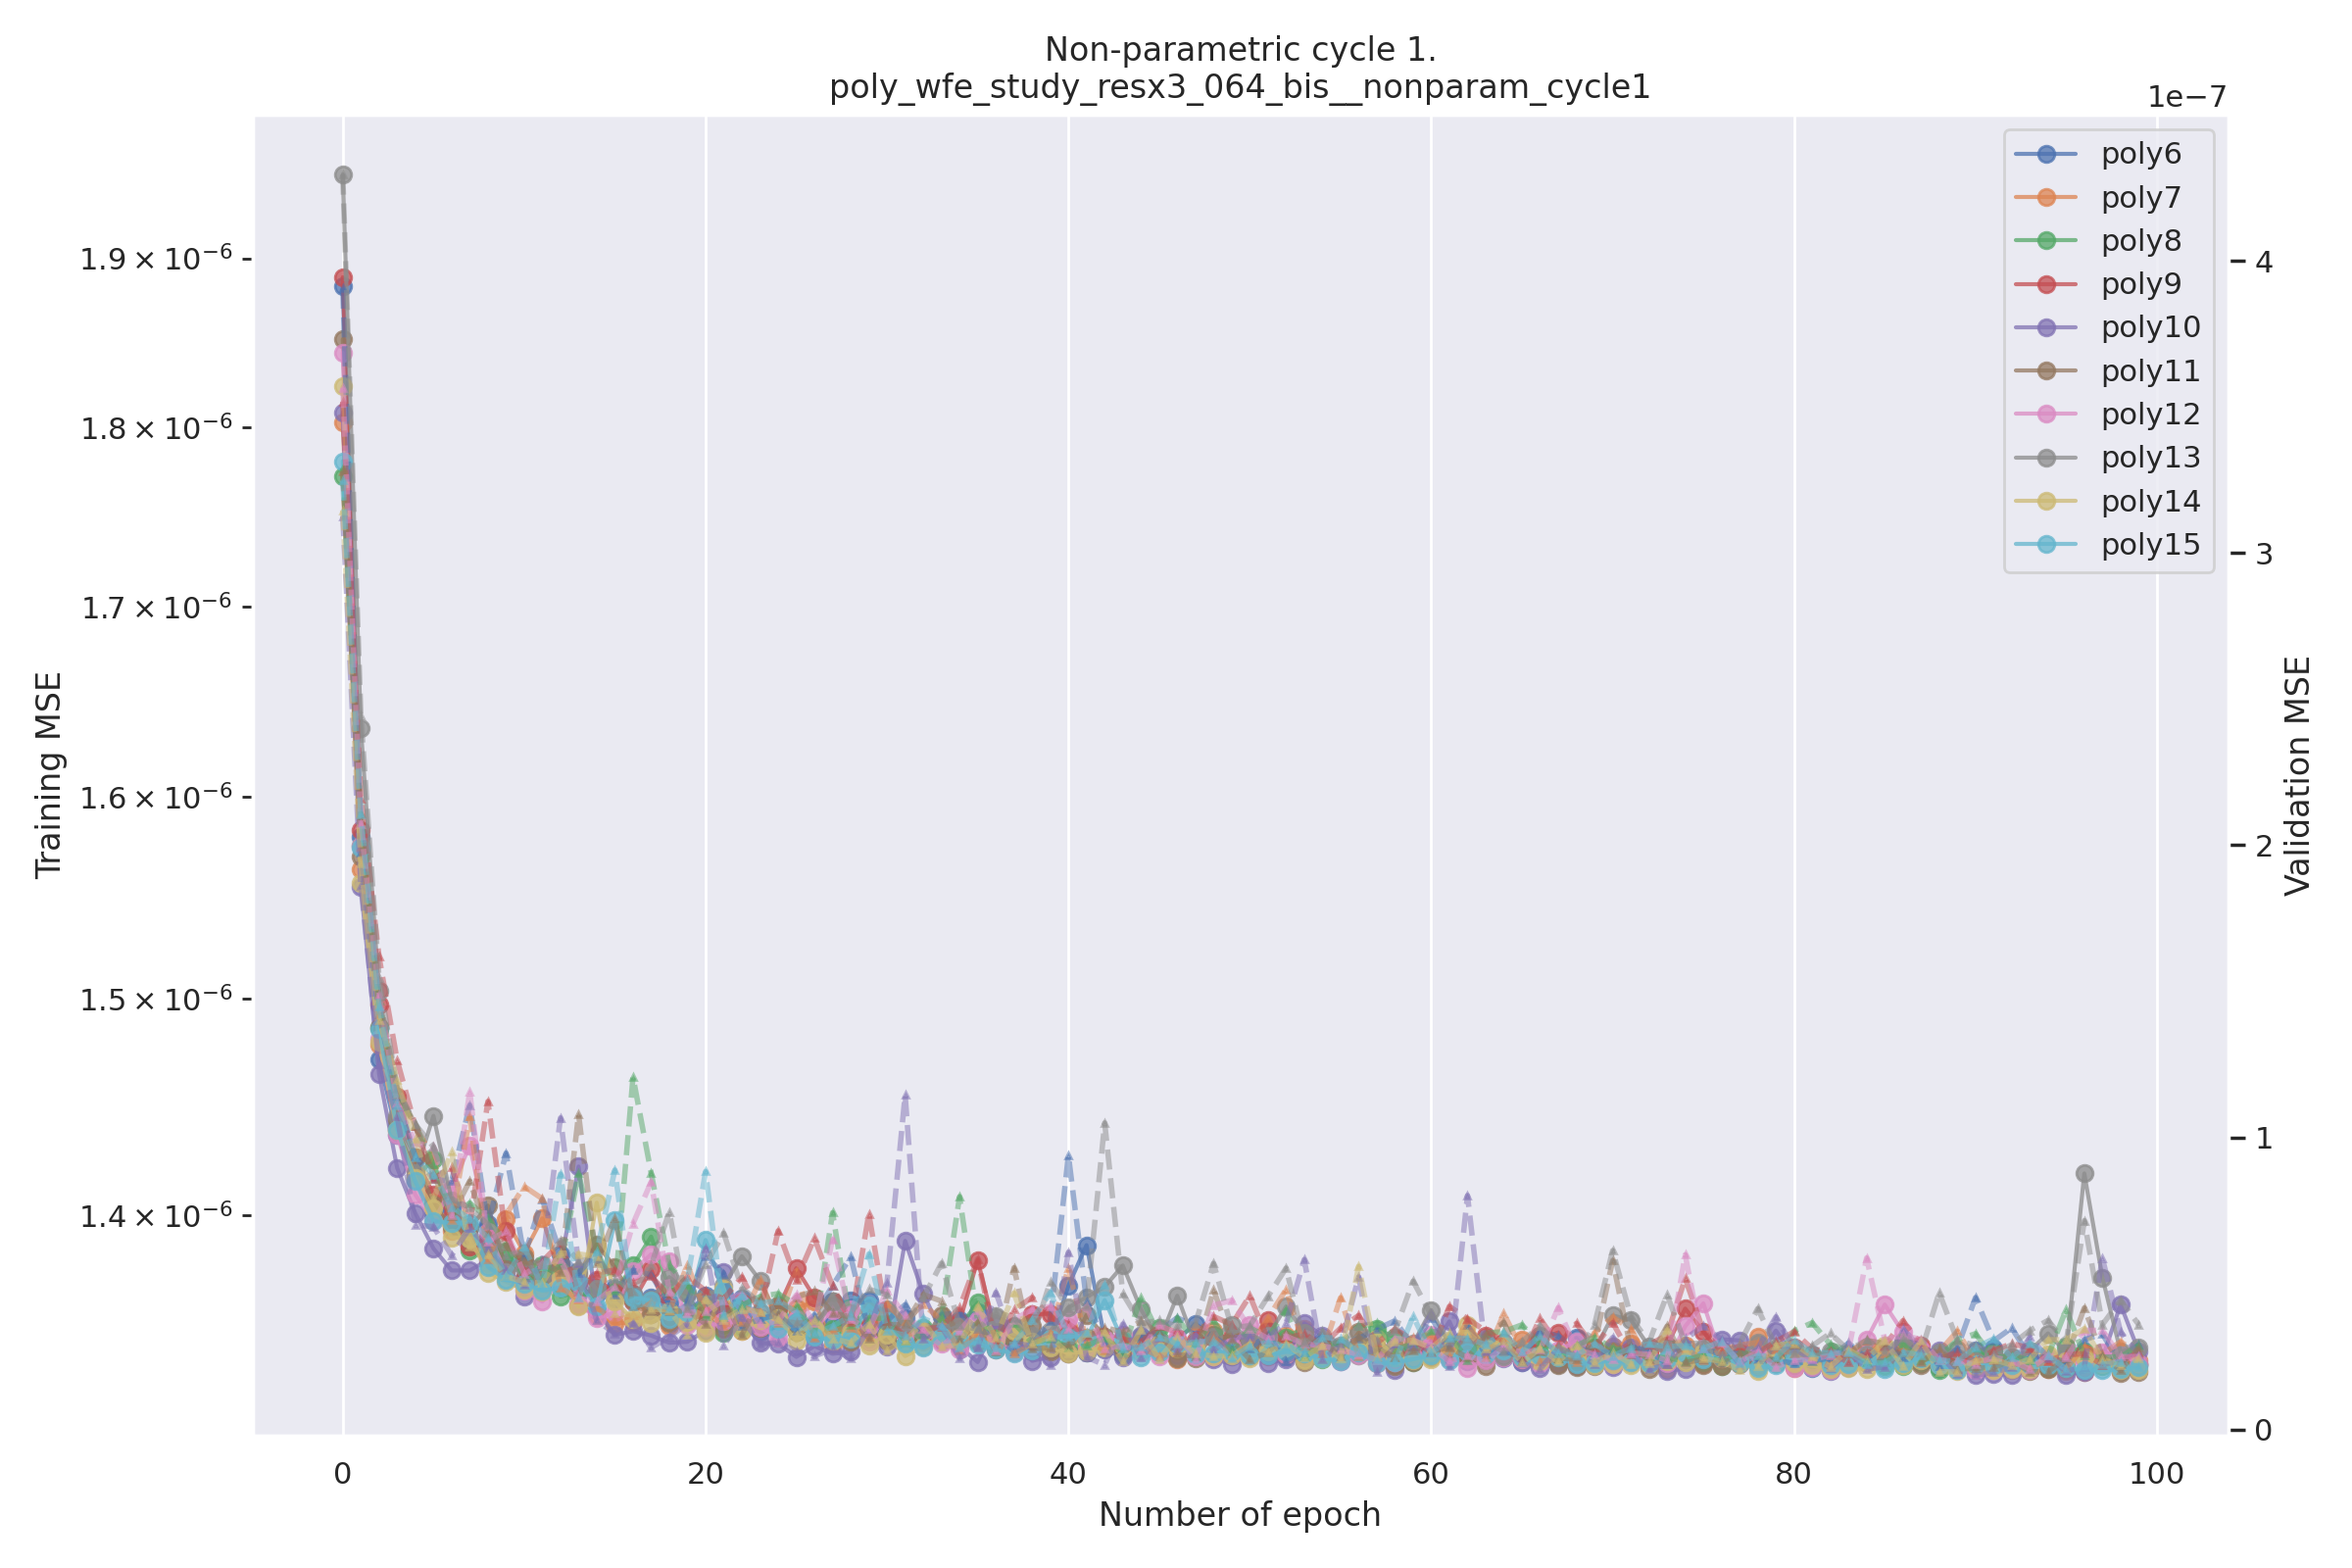 Non-parametric cycle 1.
poly_wfe_study_resx3_064_bis__nonparam_cycle1
1e−7
poly6
poly7
poly8
poly9
poly10
poly11
poly12
poly13
poly14
poly15
Training MSE
1.9 × 10⁻⁶
1.8 × 10⁻⁶
1.7 × 10⁻⁶
1.6 × 10⁻⁶
1.5 × 10⁻⁶
1.4 × 10⁻⁶
4
3
2
1
0
Validation MSE
0 20 40 60 80 100
Number of epoch